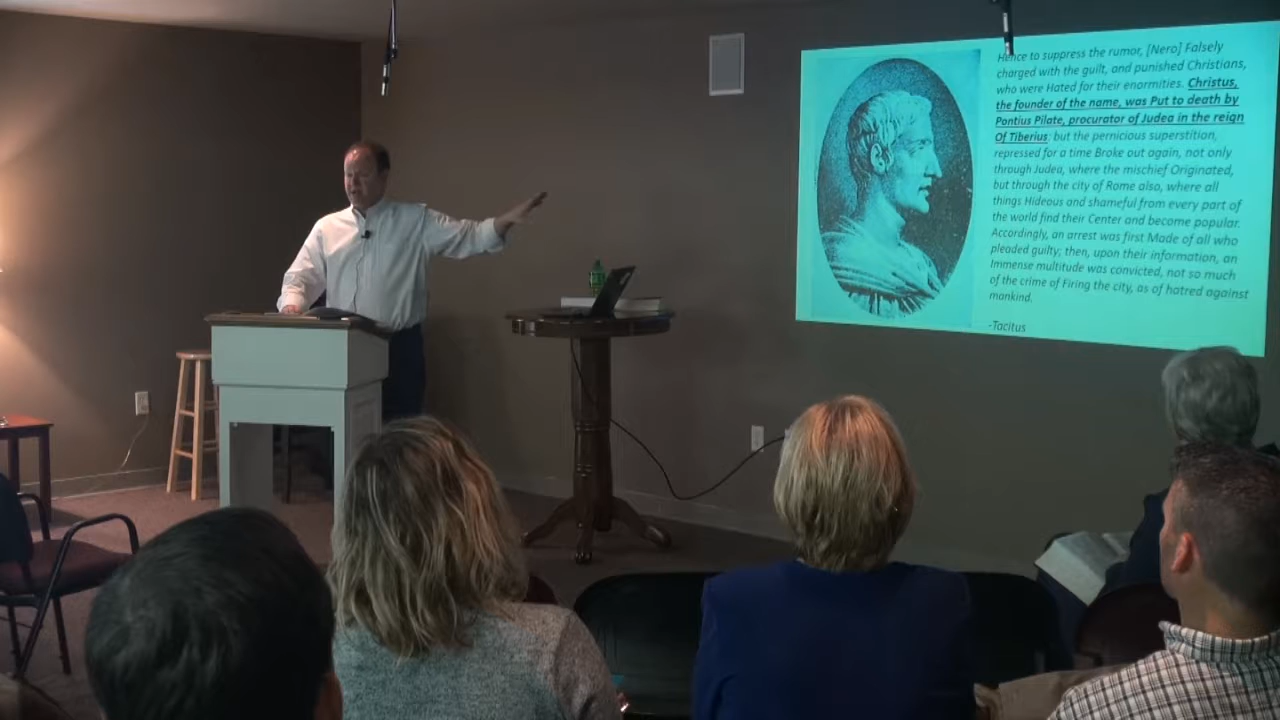 Hence to suppress the rumor, [Nero] Falsely
charged with the guilt, and punished Christians,
who were Hated for their enormities. Christus,
the founder of the name, was Put to death by
Pontius Pilate, procurator of Judea in the reign
Of Tiberius: but the pernicious superstition,
repressed for a time Broke out again, not only
through Judea, where the mischief Originated,
but through the city of Rome also, where all
things Hideous and shameful from every part of
the world find their Center and become popular.
Accordingly, an arrest was first Made of all who
pleaded guilty; then, upon their information, an
Immense multitude was convicted, not so much
of the crime of Firing the city, as of hatred against
mankind.
-Tacitus